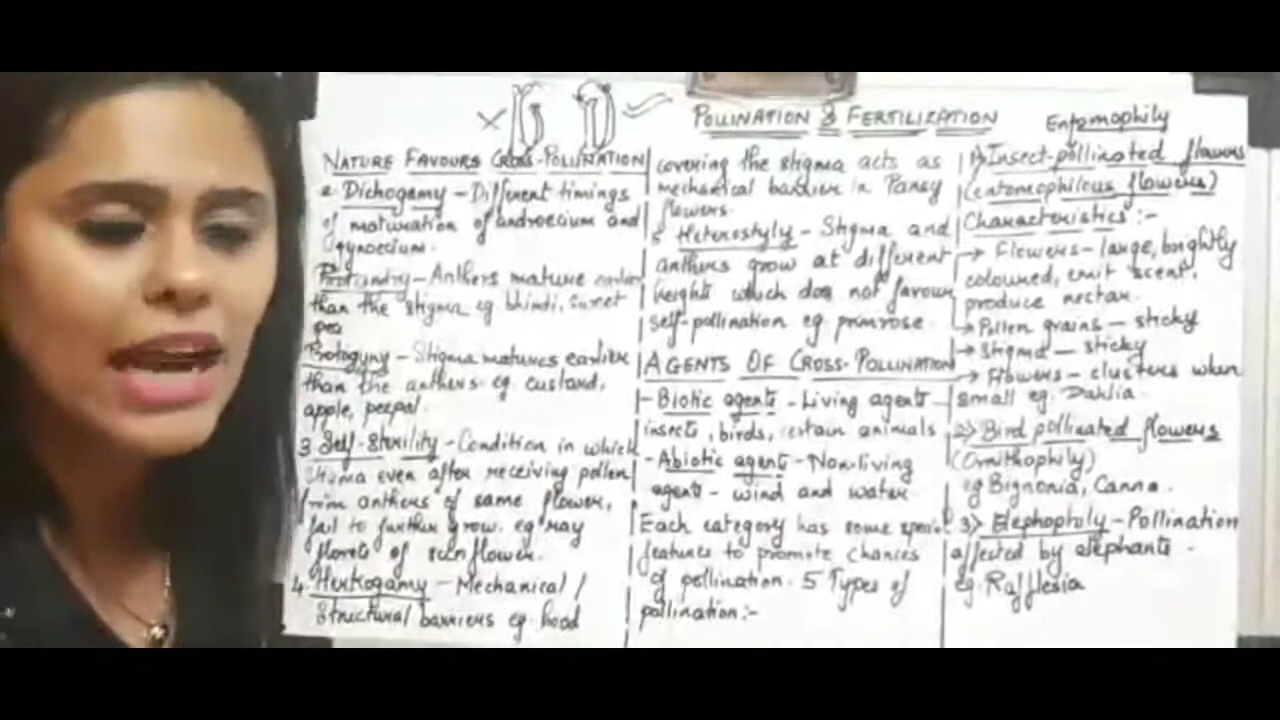 POLLINATION & FERTILIZATION
NATURE FAVOURS CROSS-POLLINATION
2. Dichogamy - Different timings
of maturation of androecium and
gynoecium.
- Anthers mature earlier
than the stigma eg bhindi, sweet
pea
- Stigma matures earlier
than the anthers. eg custard,
apple, peepal.
3 Self-Sterility - Condition in which
stigma even after receiving pollen
from anthers of same flower,
fail to further grow. eg ray
florets of sunflower.
4. Herkogamy - Mechanical /
Structural barriers eg. hood
covering the stigma acts as
mechanical barrier in Pansy
flowers.
5 Heterostyly - Stigma and
anthers grow at different
heights which does not favour
self-pollination eg. primrose.
AGENTS OF CROSS-POLLINATION
- Biotic agents - Living agents -
insects, birds, certain animals
- Abiotic agent - Non-living
agent - wind and water
Each category has some special
features to promote chances
of pollination. 5 Types of
pollination:-
Entomophily
1) Insect-pollinated flowers
(entomophilous flowers)
Characteristics:-
→ Flowers - large, brightly
coloured, emit scent,
produce nectar.
→ Pollen grains - sticky
→ Stigma - sticky
→ Flowers - clusters when
small eg. Dahlia.
2) Bird pollinated flowers
(Ornithophily)
eg Bignonia, Canna.
3) - Pollination
affected by elephants.
eg. Rafflesia